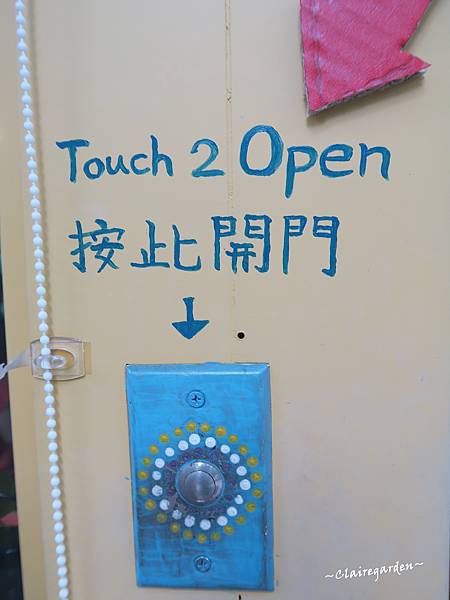 Touch 2 Open
按此開門
~Clairegarden~